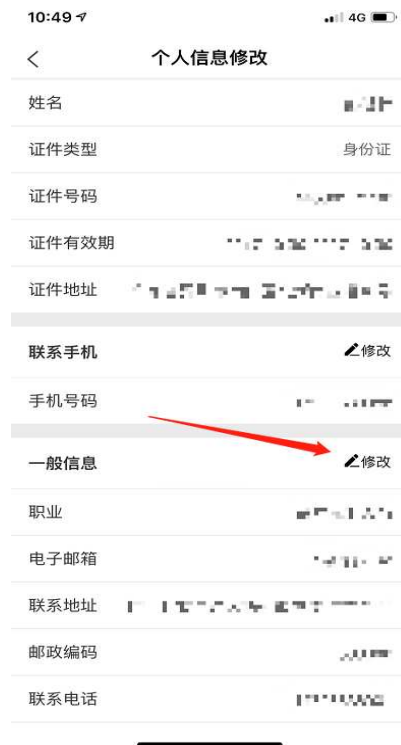 10:49
4G
个人信息修改
姓名
证件类型 身份证
证件号码
证件有效期
证件地址
联系手机 修改
手机号码
一般信息 修改
职业
电子邮箱
联系地址
邮政编码
联系电话